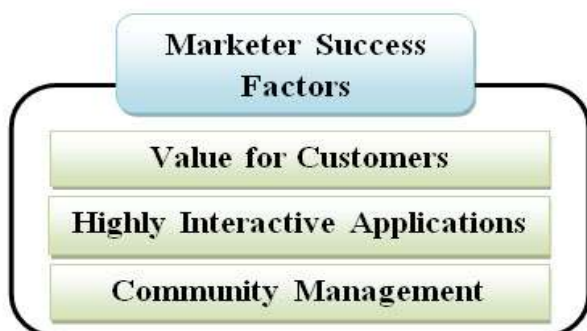 Marketer Success
Factors
Value for Customers
Highly Interactive Applications
Community Management